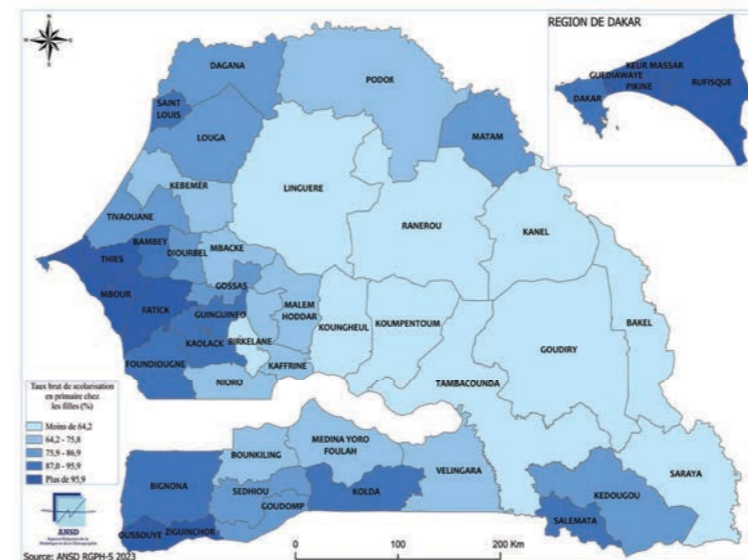 REGION DE DAKAR
KEUR MASSAR
GUEDIAWAYE
PIKINE
RUFISQUE
DAKAR
DAGANA
PODOR
SAINT
LOUIS
LOUGA
MATAM
LINGUERE
KEBEMER
TIVAOUANE
RANEROU
KANEL
BAMBEY
DIOURBEL
MBACKE
THIES
GOSSAS
MBOUR
FATICK
GUINGUINEO
MALEM
HODDAR
KOUNGHEUL
KOUMPENTOUM
BAKEL
GOUDIRY
KAOLACK
BIRKELANE
FOUNDIOUGNE
KAFFRINE
NIORO
TAMBACOUNDA
Taux brut de scolarisation
en primaire chez
les filles (%)
Moins de 64,2
64,2 - 75,8
75,9 - 86,9
87,0 - 95,9
Plus de 95,9
BOUNKILING
MEDINA YORO
FOULAH
VELINGARA
BIGNONA
SEDHIOU
KOLDA
GOUDOMP
OUSSOUYE
ZIGUINCHOR
KEDOUGOU
SALEMATA
SARAYA
ANSD
Source: ANSD RGPH-5 2023
0 100 200 Km